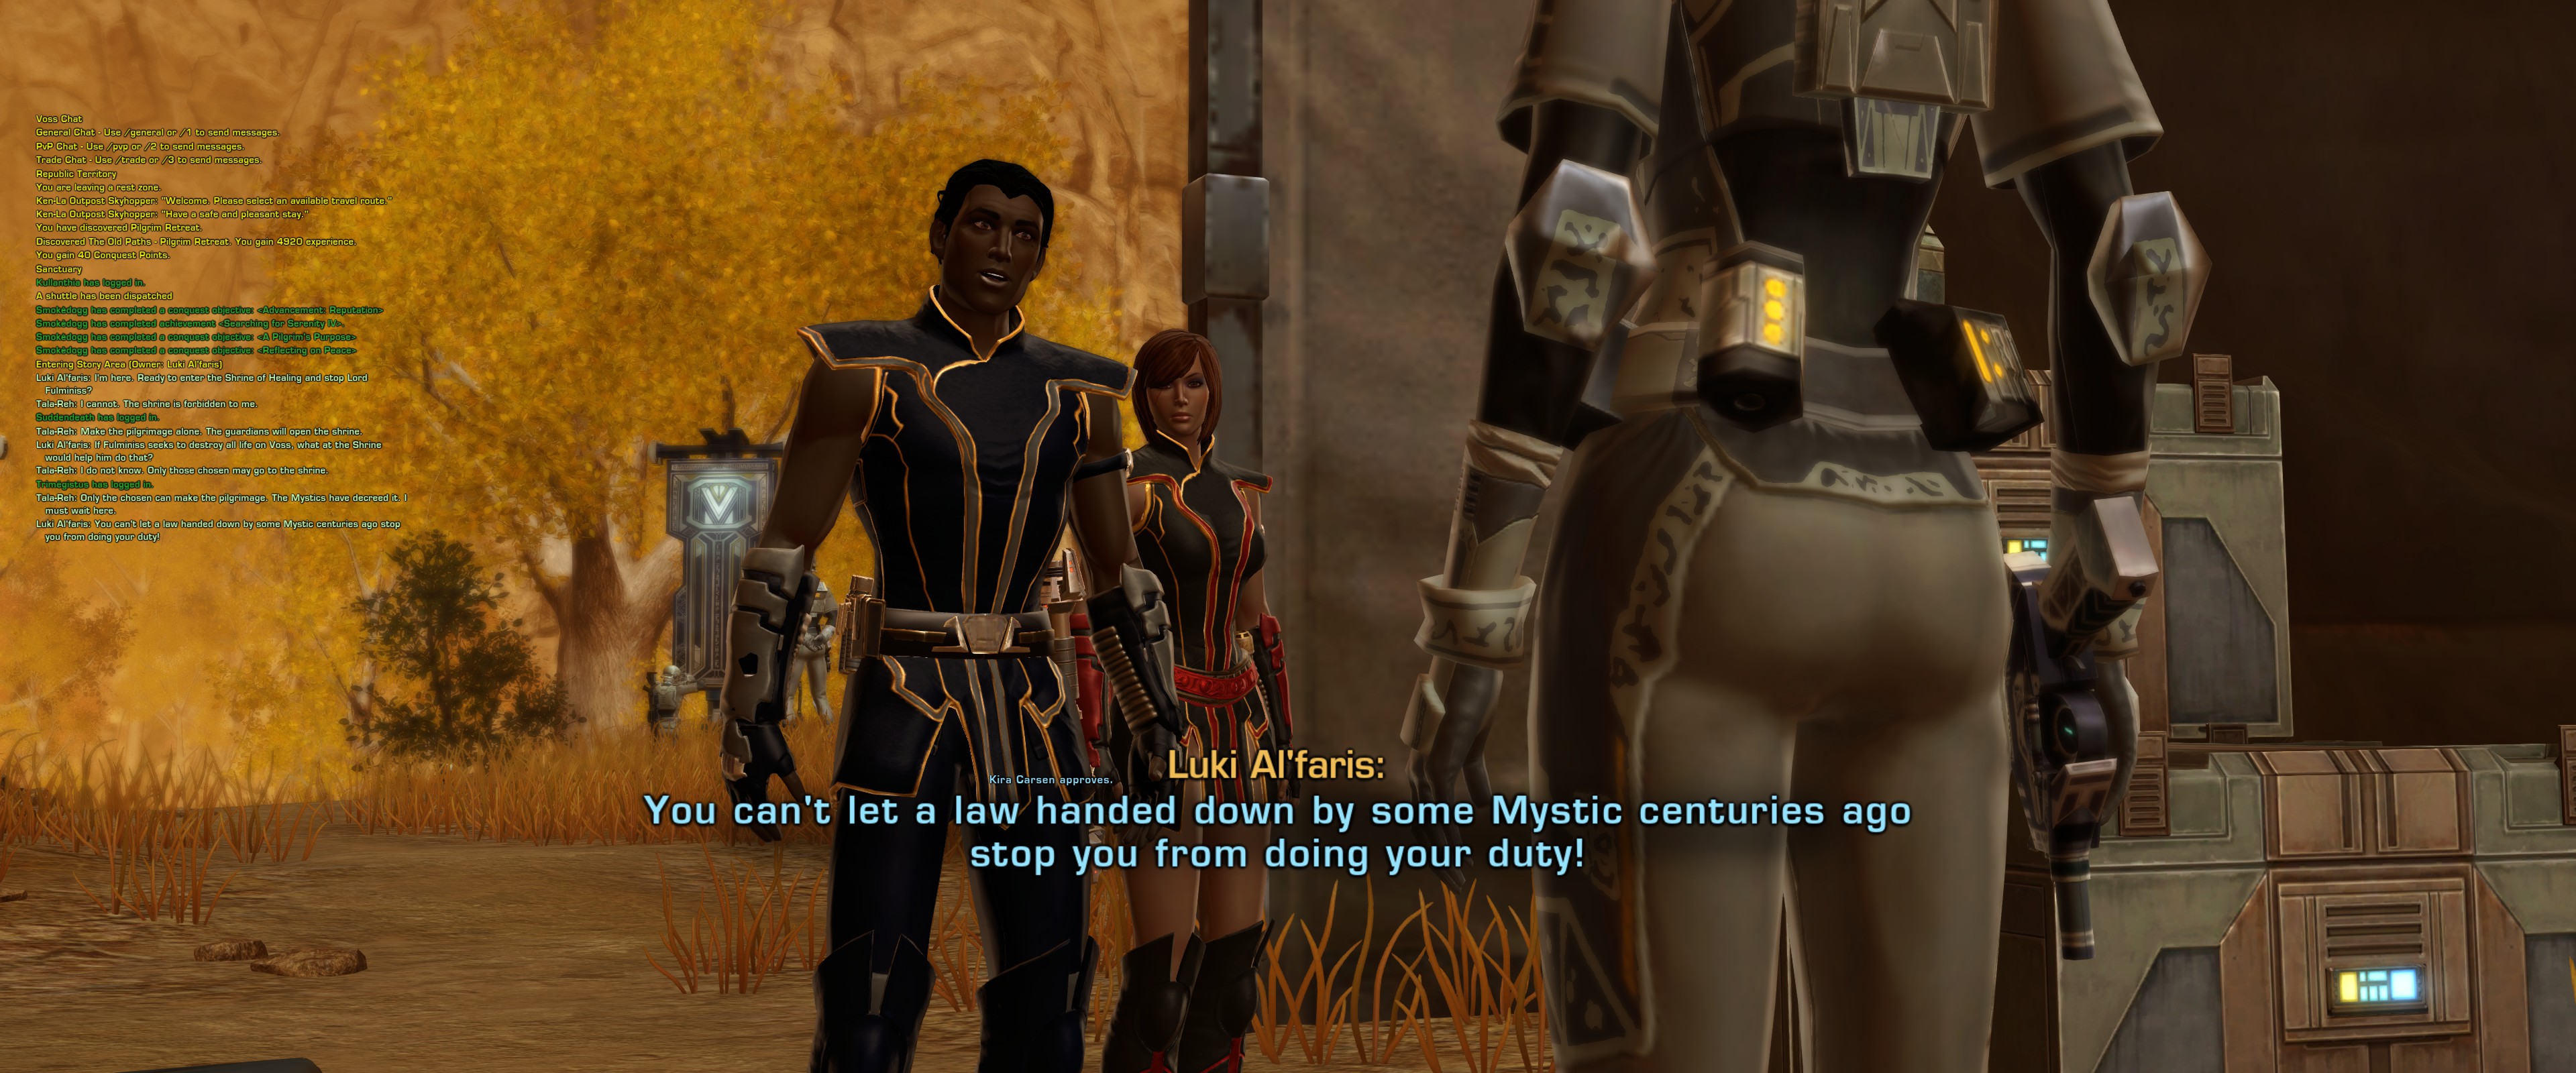 Voss Chat
General Chat - Use /general or /1 to send messages.
PvP Chat - Use /pvp or /2 to send messages.
Trade Chat - Use /trade or /3 to send messages.
Republic Territory
You are leaving a rest zone.
Ken-La Outpost Skyhopper: "Welcome. Please select an available travel route."
Ken-La Outpost Skyhopper: "Have a safe and pleasant stay."
You have discovered Pilgrim Retreat.
Discovered The Old Paths - Pilgrim Retreat. You gain 4920 experience.
You gain 40 Conquest Points.
Sanctuary
Kullanthia has logged in.
A shuttle has been dispatched
Smokèdogg has completed a conquest objective: <Advancement: Reputation>
Smokèdogg has completed achievement <Searching for Serenity IV>.
Smokèdogg has completed a conquest objective: <A Pilgrim's Purpose>
Smokèdogg has completed a conquest objective: <Reflecting on Peace>
Entering Story Area (Owner: Luki Al'faris)
Luki Al'faris: I'm here. Ready to enter the Shrine of Healing and stop Lord
Fulminiss?
Tala-Reh: I cannot. The shrine is forbidden to me.
Suddendeath has logged in.
Tala-Reh: Make the pilgrimage alone. The guardians will open the shrine.
Luki Al'faris: If Fulminiss seeks to destroy all life on Voss, what at the Shrine
would help him do that?
Tala-Reh: I do not know. Only those chosen may go to the shrine.
Trimègistus has logged in.
Tala-Reh: Only the chosen can make the pilgrimage. The Mystics have decreed it. I
must wait here.
Luki Al'faris: You can't let a law handed down by some Mystic centuries ago stop
you from doing your duty!
Luki Al'faris:
Kira Carsen approves.
You can't let a law handed down by some Mystic centuries ago
stop you from doing your duty!